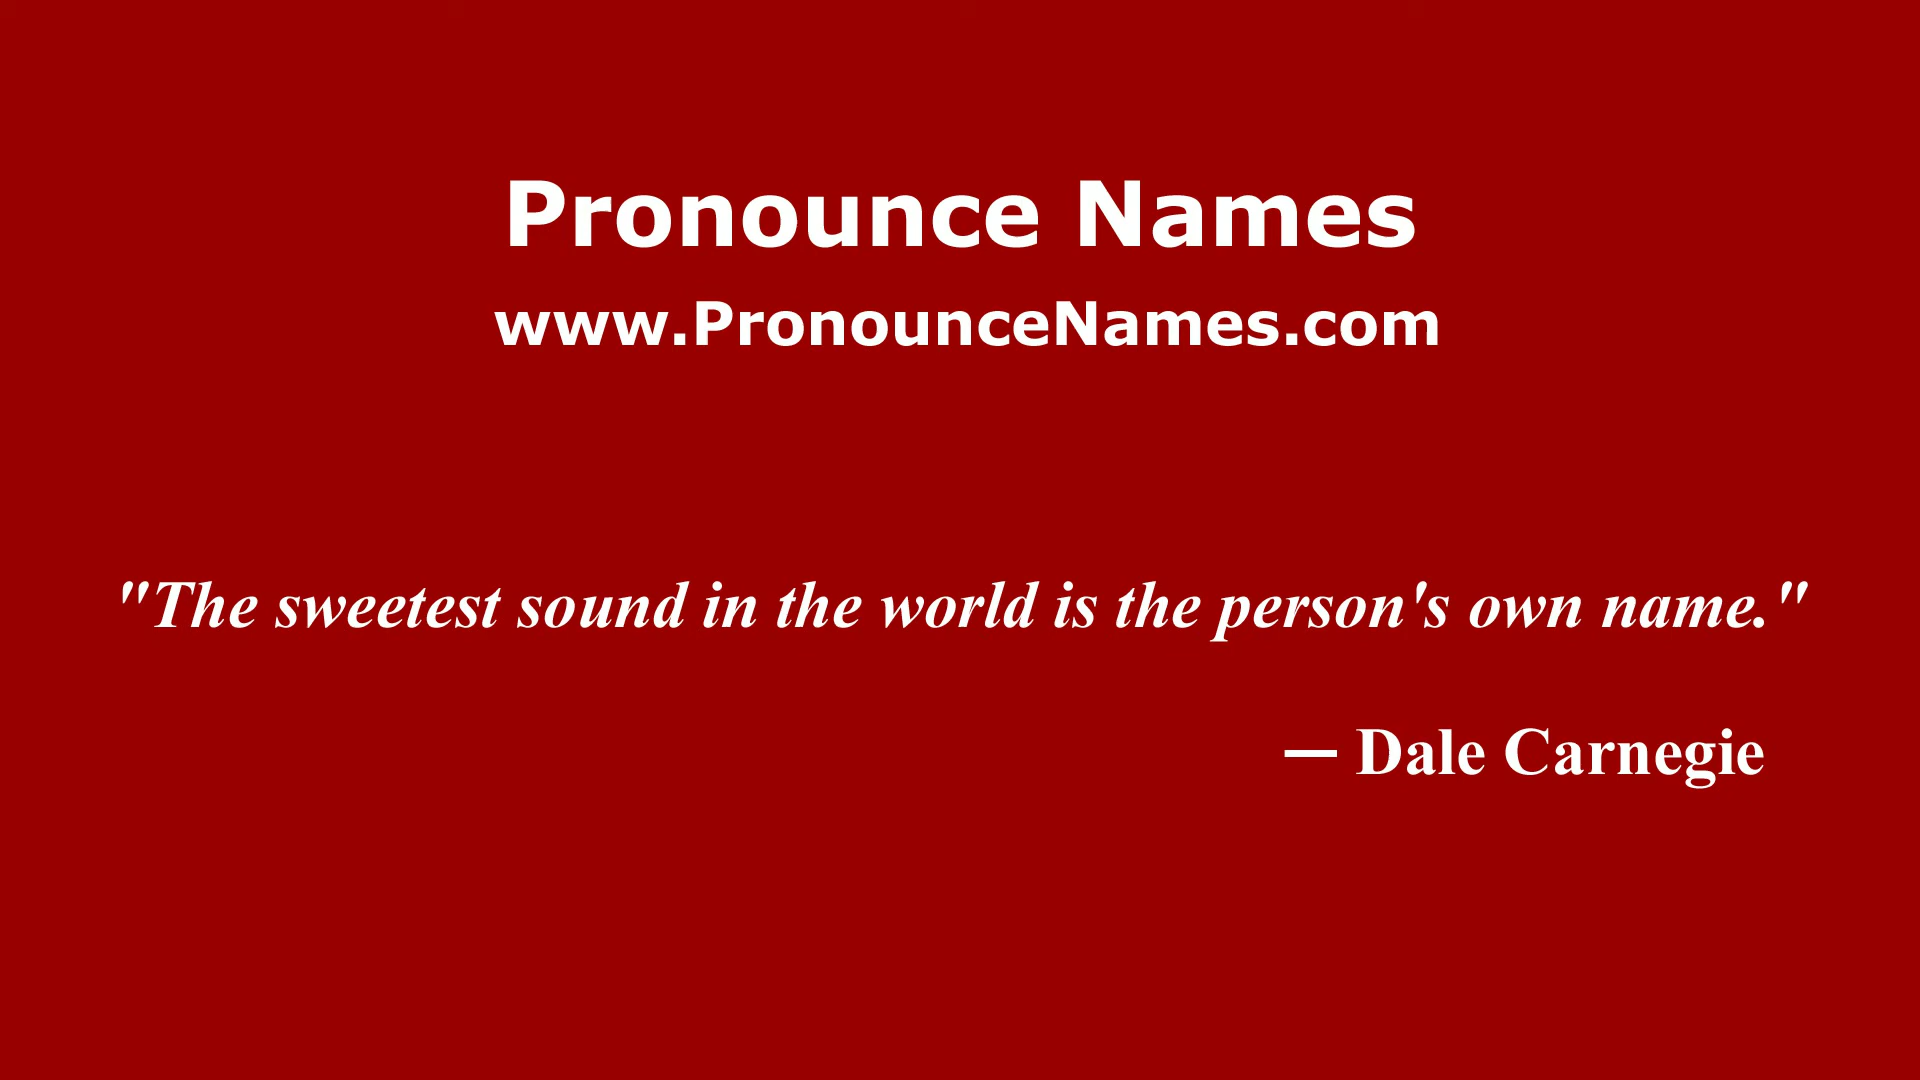 Pronounce Names
www.PronounceNames.com
"The sweetest sound in the world is the person's own name."
— Dale Carnegie